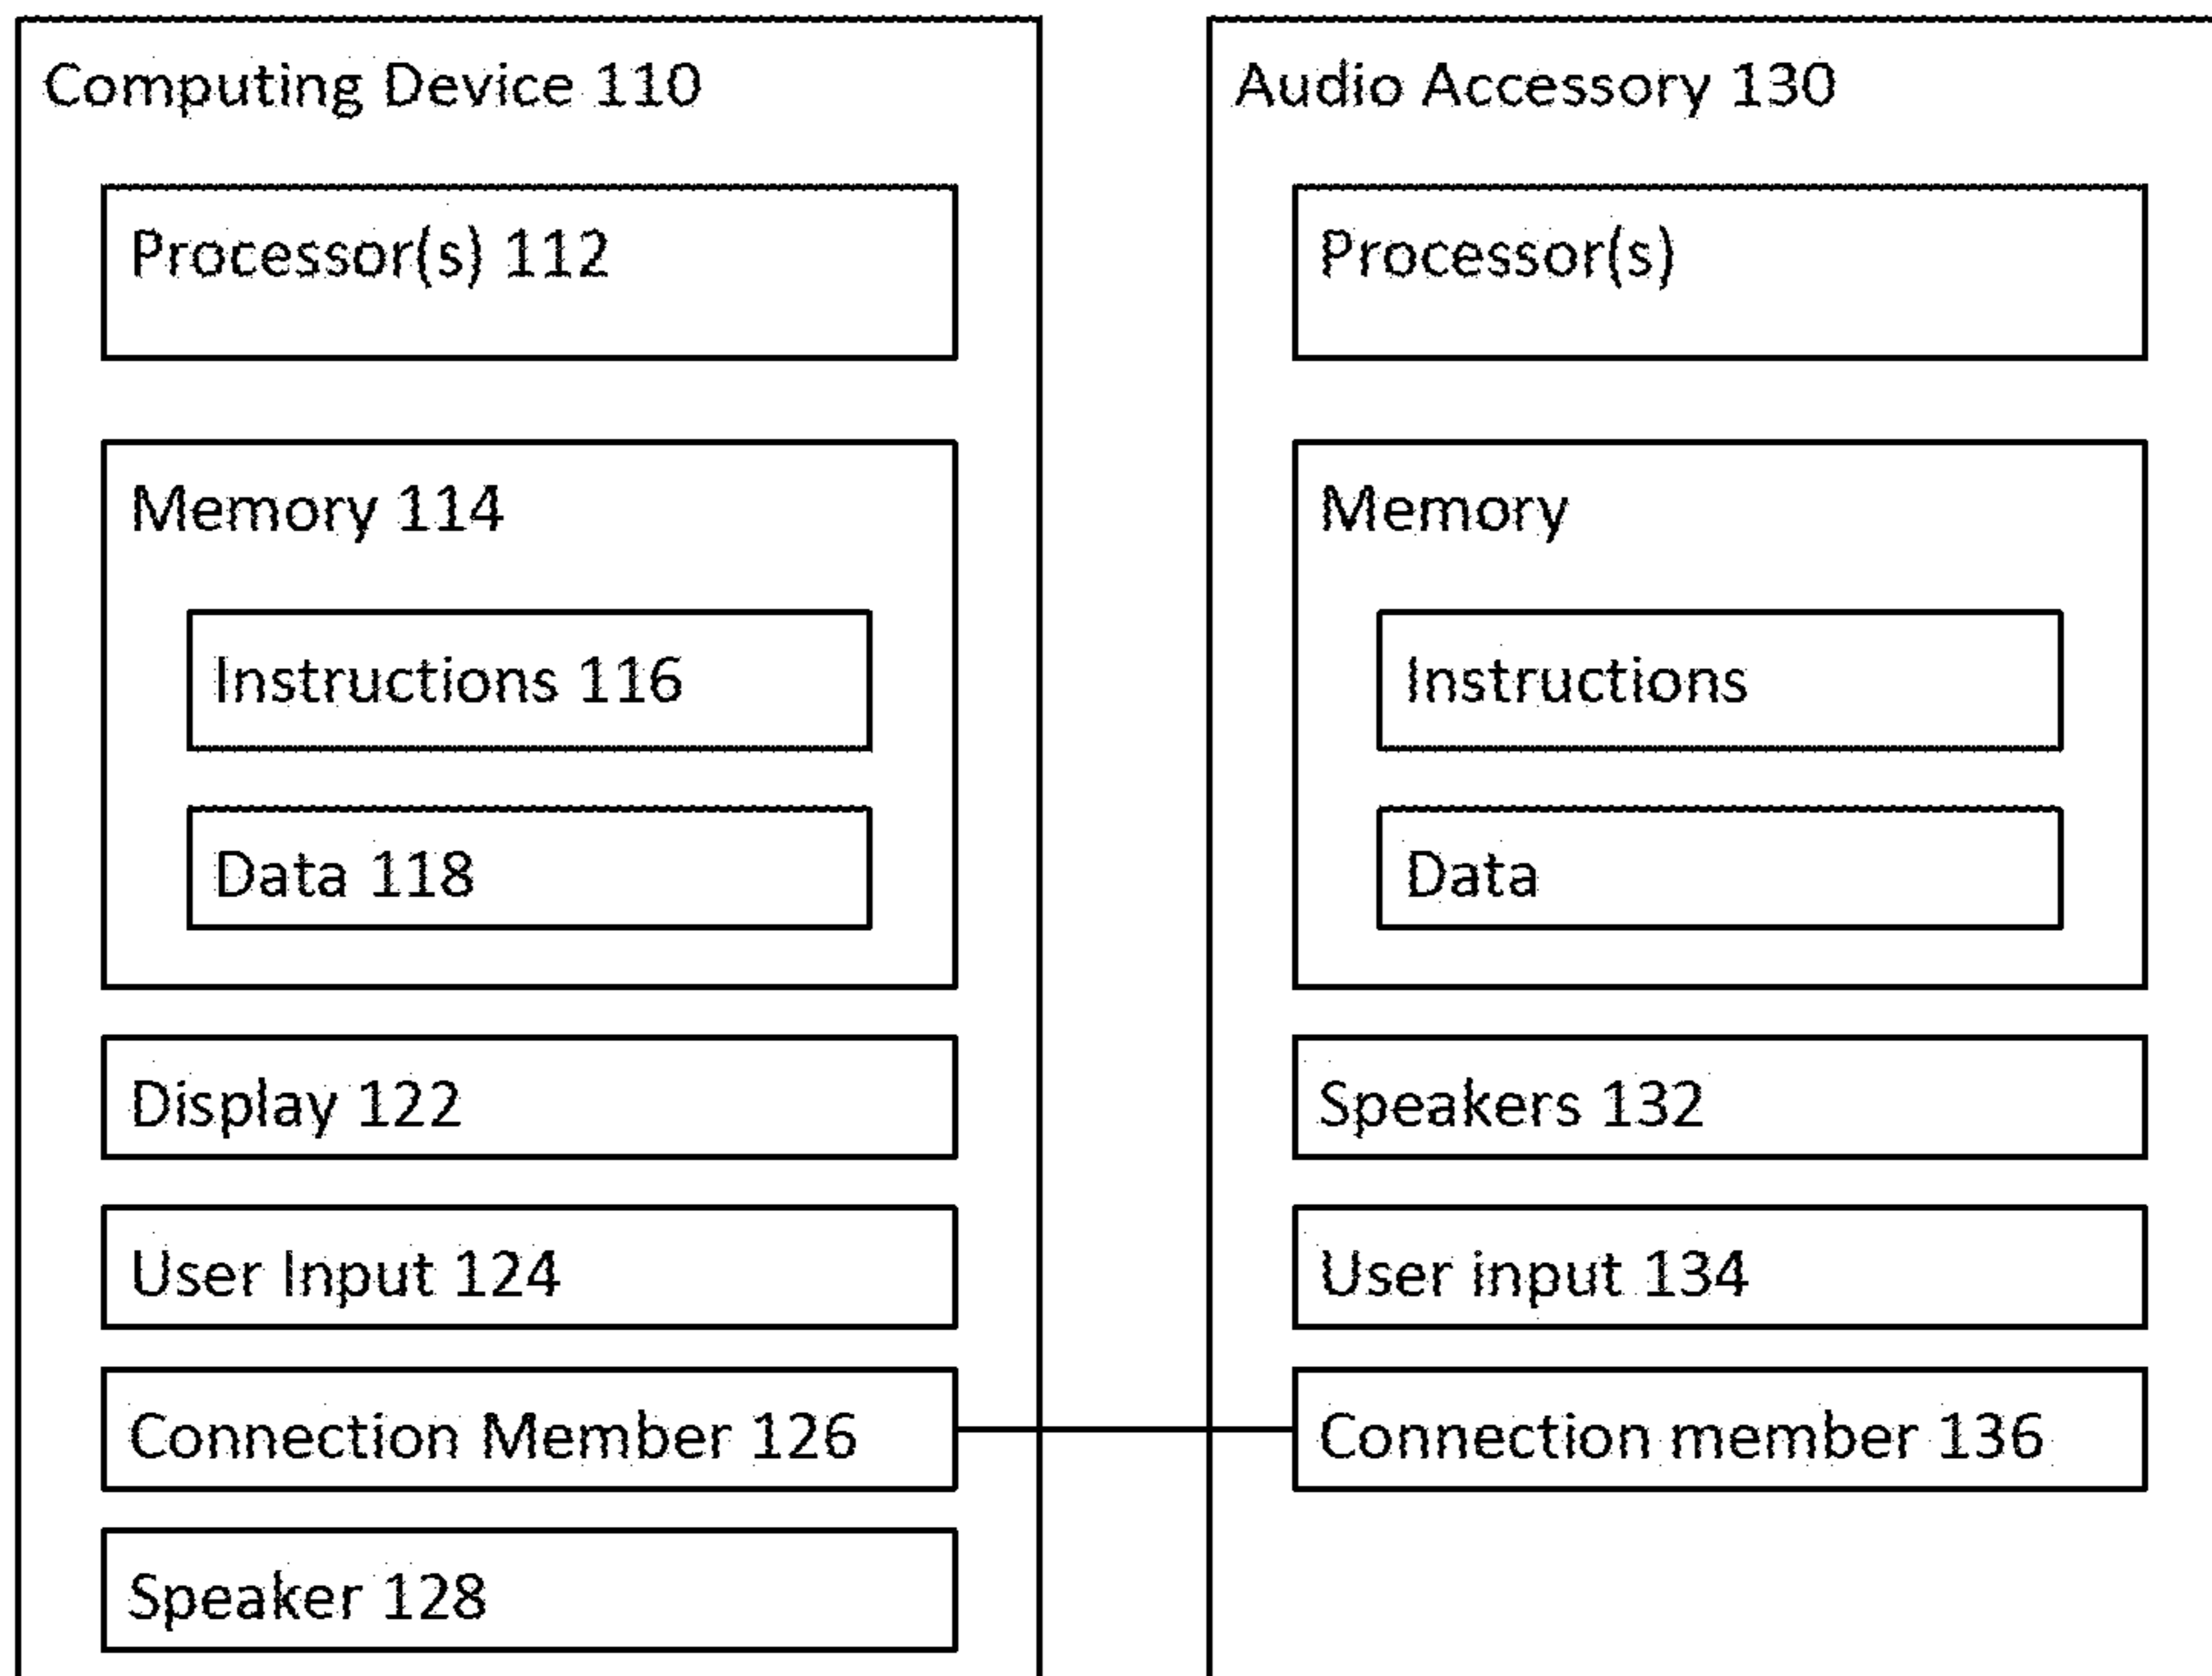 Computing Device 110
Processor(s) 112
Memory 114
Instructions 116
Data 118
Display 122
User Input 124
Connection Member 126
Speaker 128
Audio Accessory 130
Processor(s)
Memory
Instructions
Data
Speakers 132
User input 134
Connection member 136